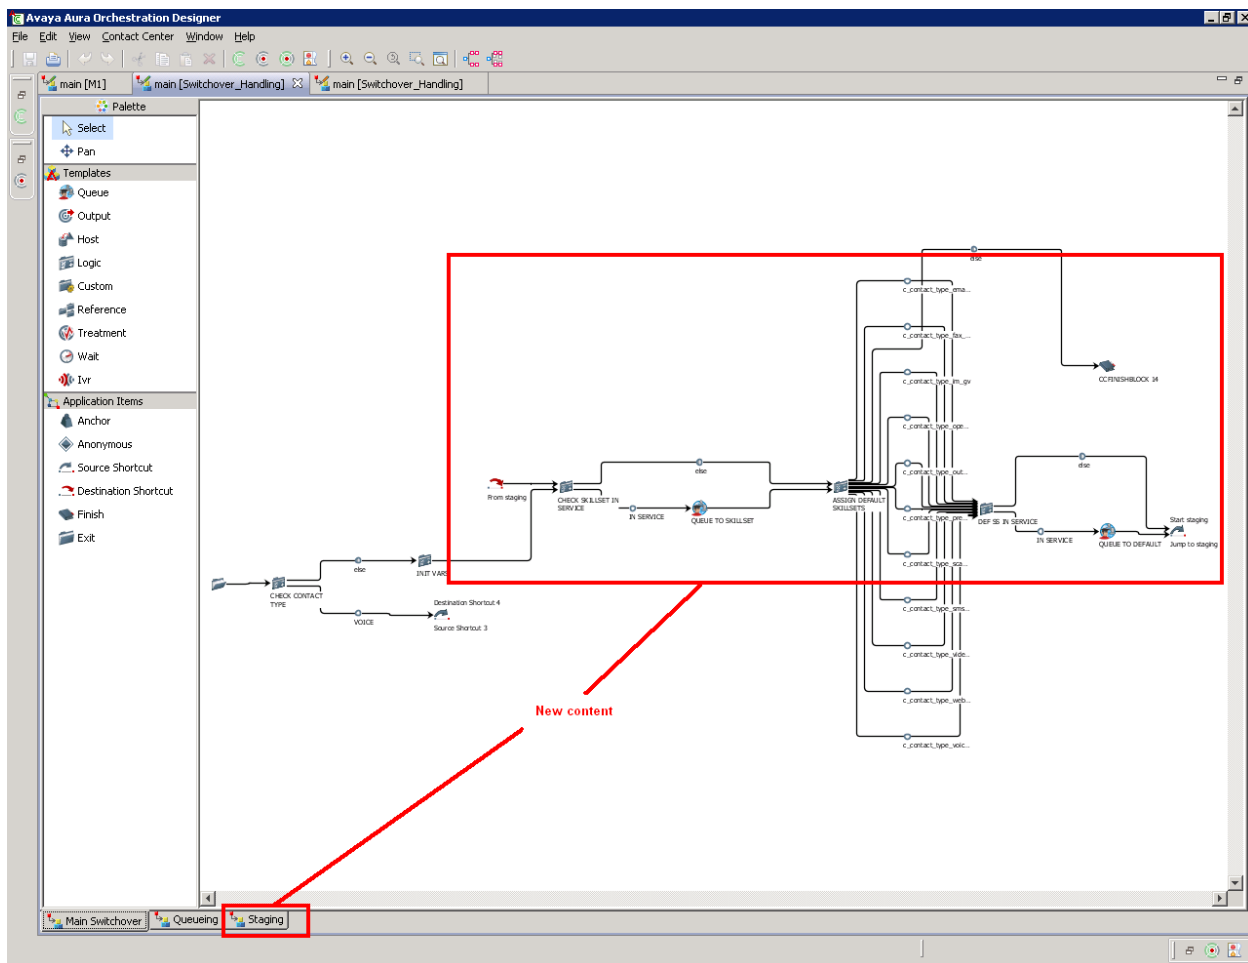 Avaya Aura Orchestration Designer
File Edit View Contact Center Window Help
main [M1]
main [Switchover_Handling]
main [Switchover_Handling]
Palette
Select
Pan
Templates
Queue
Output
Host
Logic
Custom
Reference
Treatment
Wait
Ivr
Application Items
Anchor
Anonymous
Source Shortcut
Destination Shortcut
Finish
Exit
else
c_contact_type_ema...
c_contact_type_fax_...
c_contact_type_im_gv
CCFINISHBLOCK 14
c_contact_type_ope...
else
else
c_contact_type_out...
From staging
CHECK SKILLSET IN
SERVICE
IN SERVICE
QUEUE TO SKILLSET
ASSIGN DEFAULT
SKILLSETS
c_contact_type_pre...
DEF SS IN SERVICE
IN SERVICE
QUEUE TO DEFAULT
Start staging
Jump to staging
c_contact_type_sca...
else
INIT VARS
CHECK CONTACT
TYPE
VOICE
Destination Shortcut 4
Source Shortcut 3
c_contact_type_sms...
c_contact_type_vide...
c_contact_type_web...
c_contact_type_voic...
New content
Main Switchover
Queueing
Staging